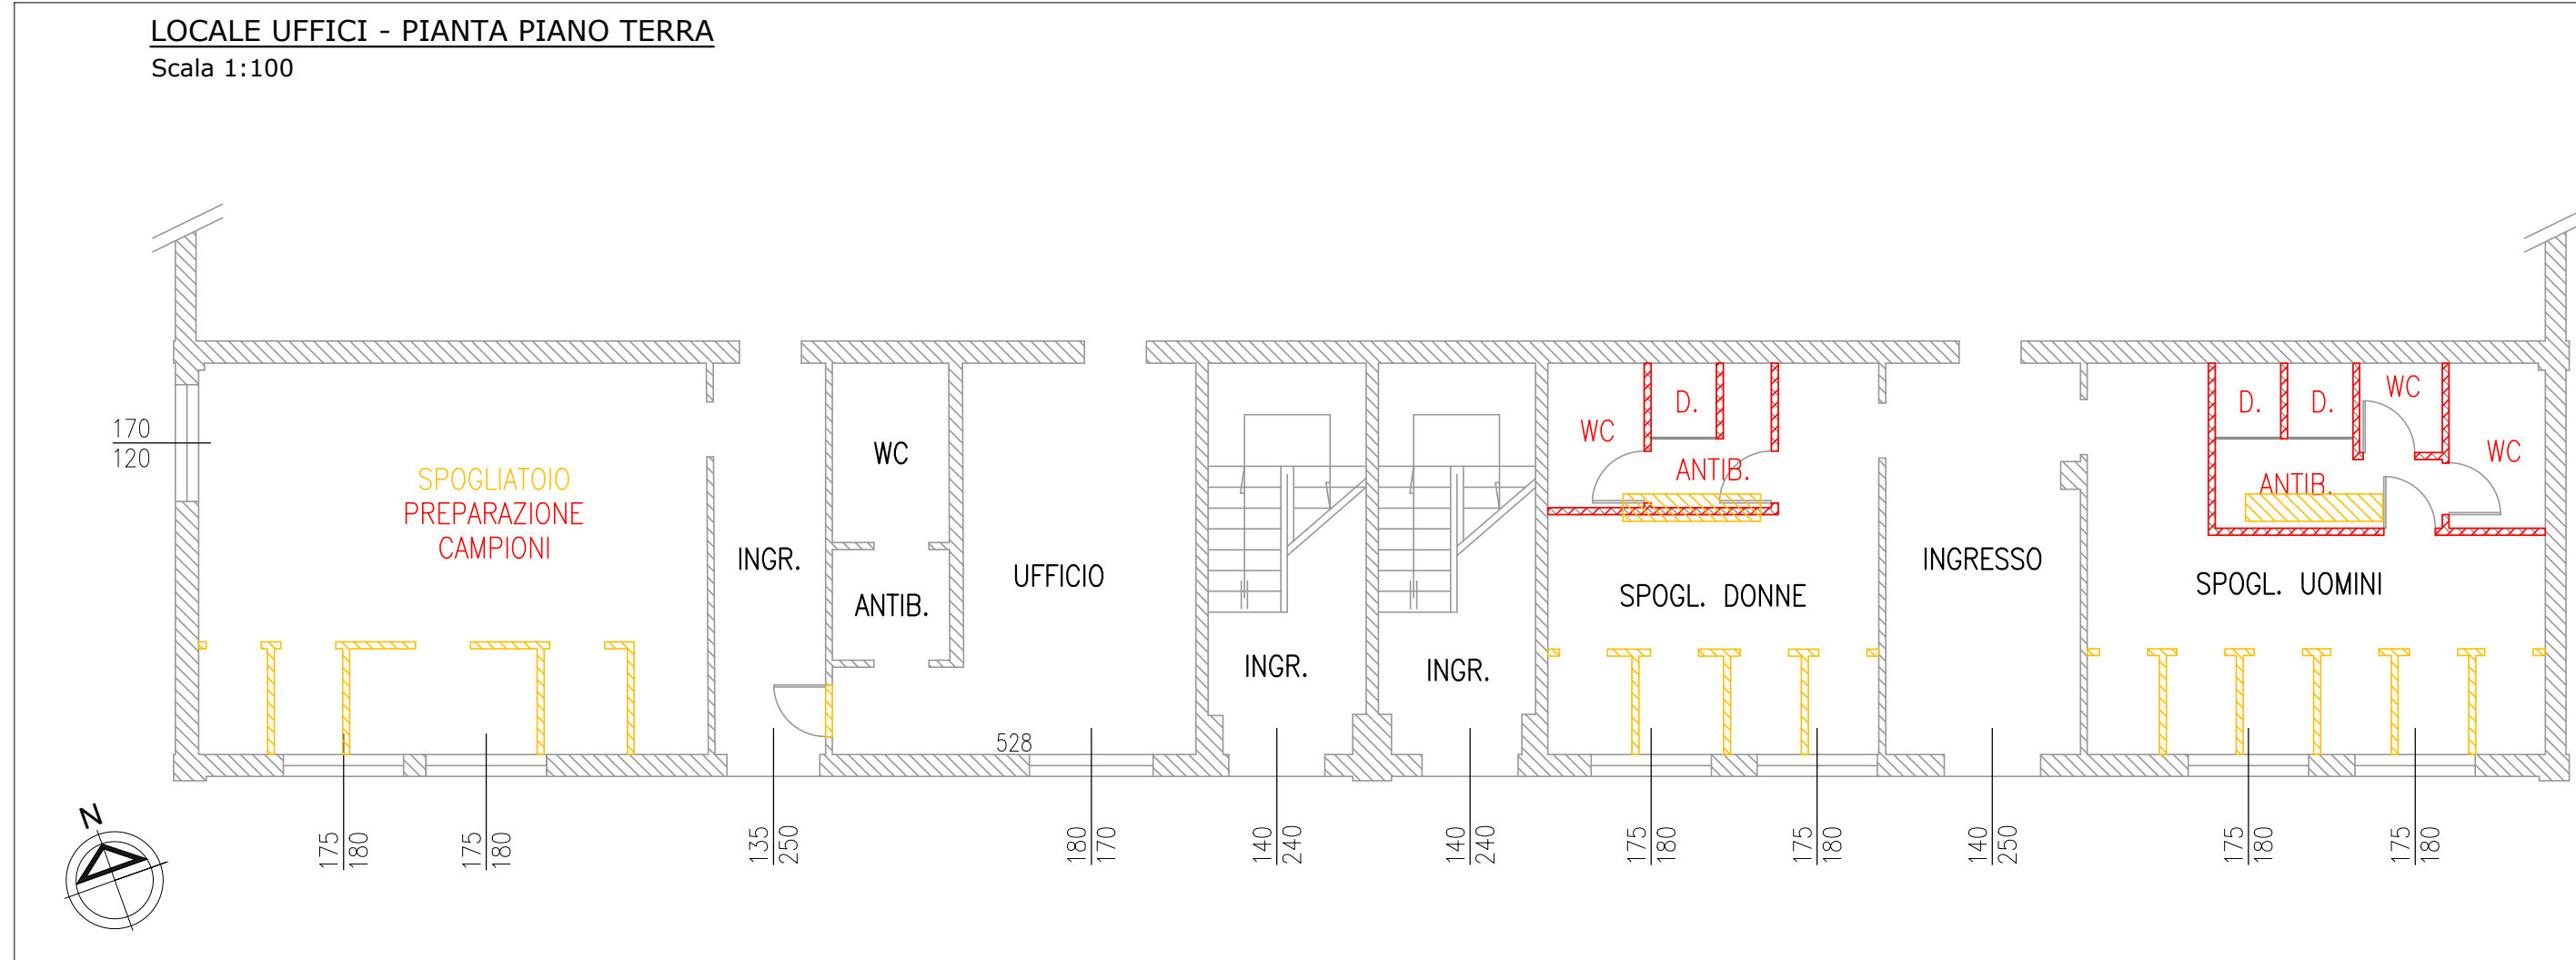 LOCALE UFFICI - PIANTA PIANO TERRA
Scala 1:100
170
120
SPOGLIATOIO
PREPARAZIONE
CAMPIONI
INGR.
WC
ANTIB.
UFFICIO
528
INGR.
INGR.
WC
D.
ANTIB.
SPOGL. DONNE
INGRESSO
D.
D.
WC
WC
ANTIB.
SPOGL. UOMINI
N
175
180
175
180
135
250
180
170
140
240
140
240
175
180
175
180
140
250
175
180
175
180